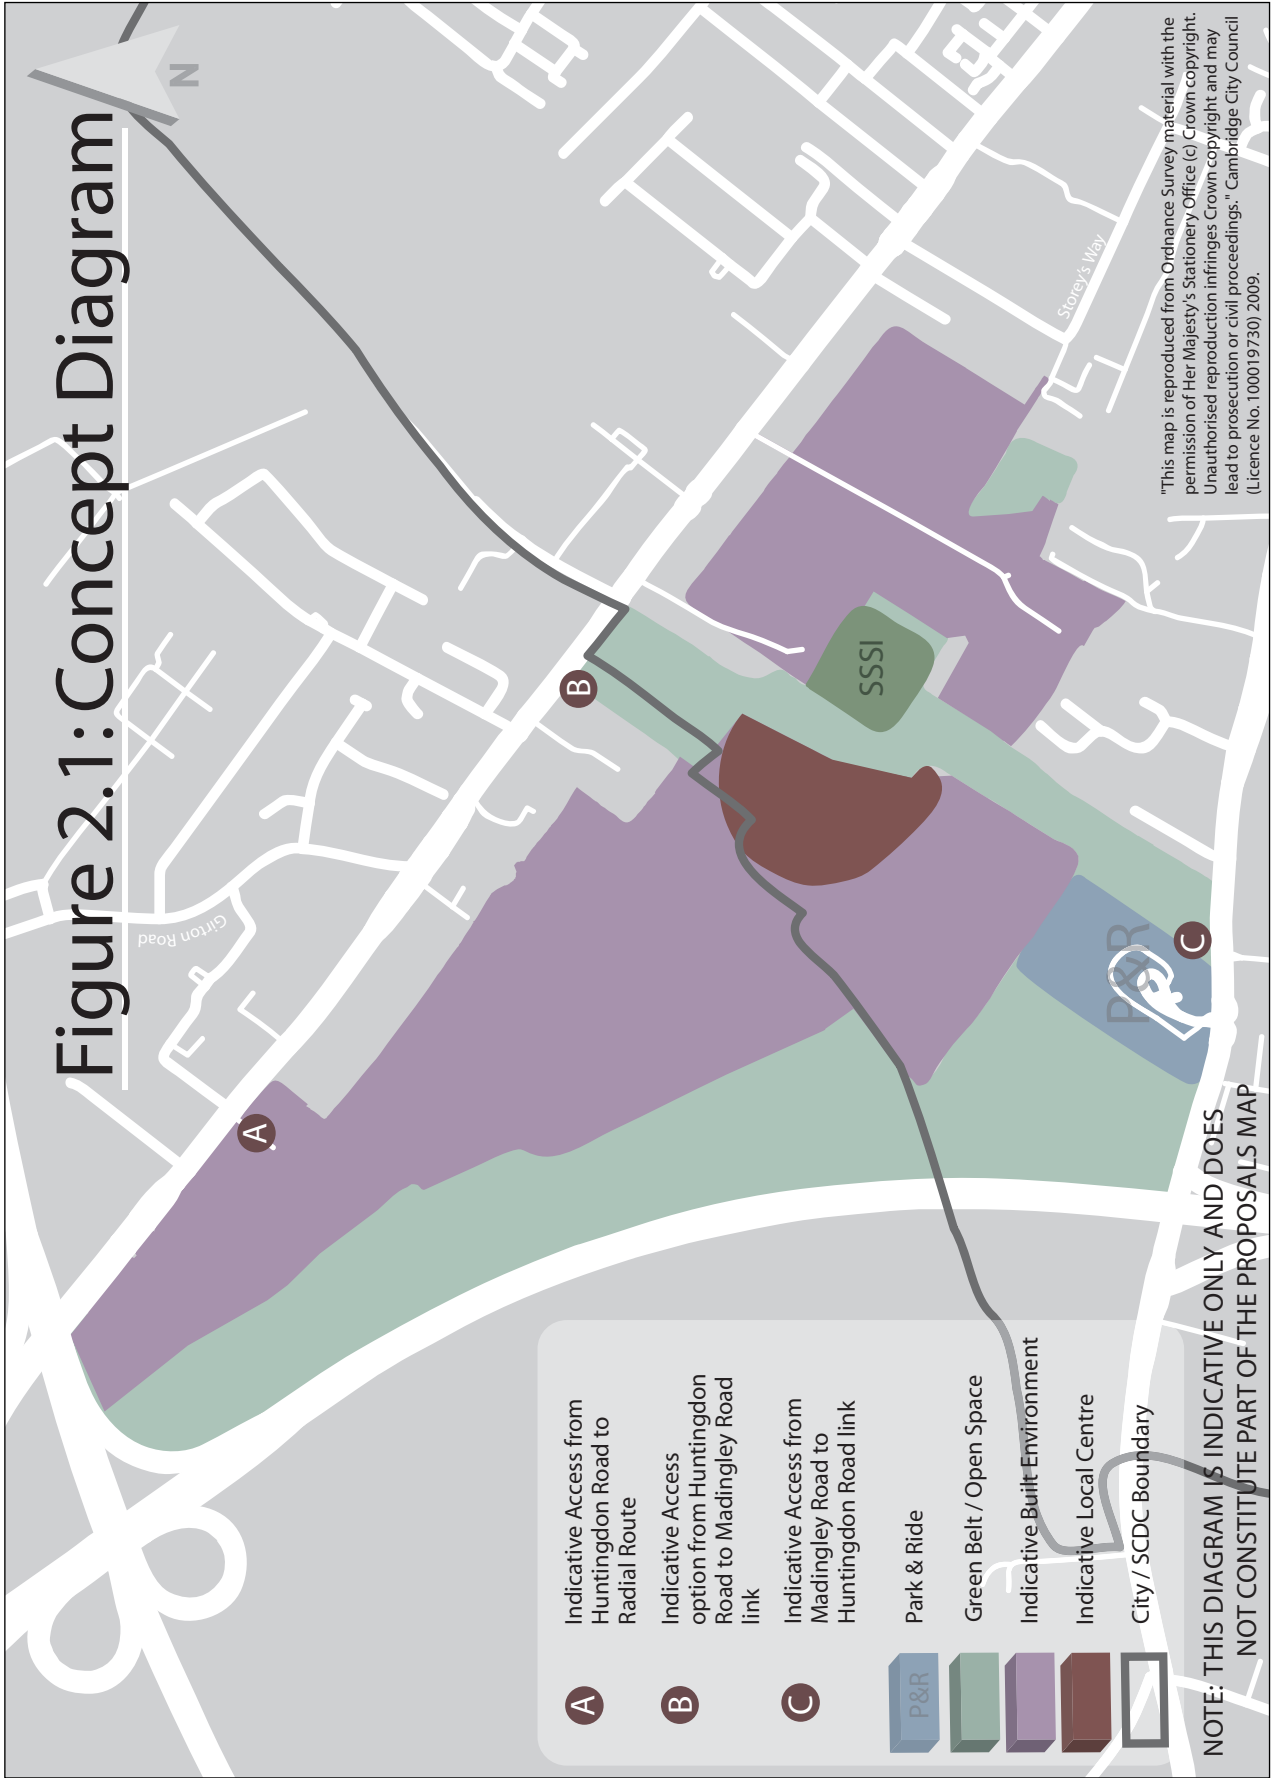 Figure 2.1: Concept Diagram
N
Girton Road
Storey's Way
A
B
C
SSSI
P&R
A
Indicative Access from
Huntingdon Road to
Radial Route
B
Indicative Access
option from Huntingdon
Road to Madingley Road
link
C
Indicative Access from
Madingley Road to
Huntingdon Road link
P&R
Park & Ride
Green Belt / Open Space
Indicative Built Environment
Indicative Local Centre
City / SCDC Boundary
NOTE: THIS DIAGRAM IS INDICATIVE ONLY AND DOES
NOT CONSTITUTE PART OF THE PROPOSALS MAP
"This map is reproduced from Ordnance Survey material with the
permission of Her Majesty's Stationery Office (c) Crown copyright.
Unauthorised reproduction infringes Crown copyright and may
lead to prosecution or civil proceedings." Cambridge City Council
(Licence No. 100019730) 2009.